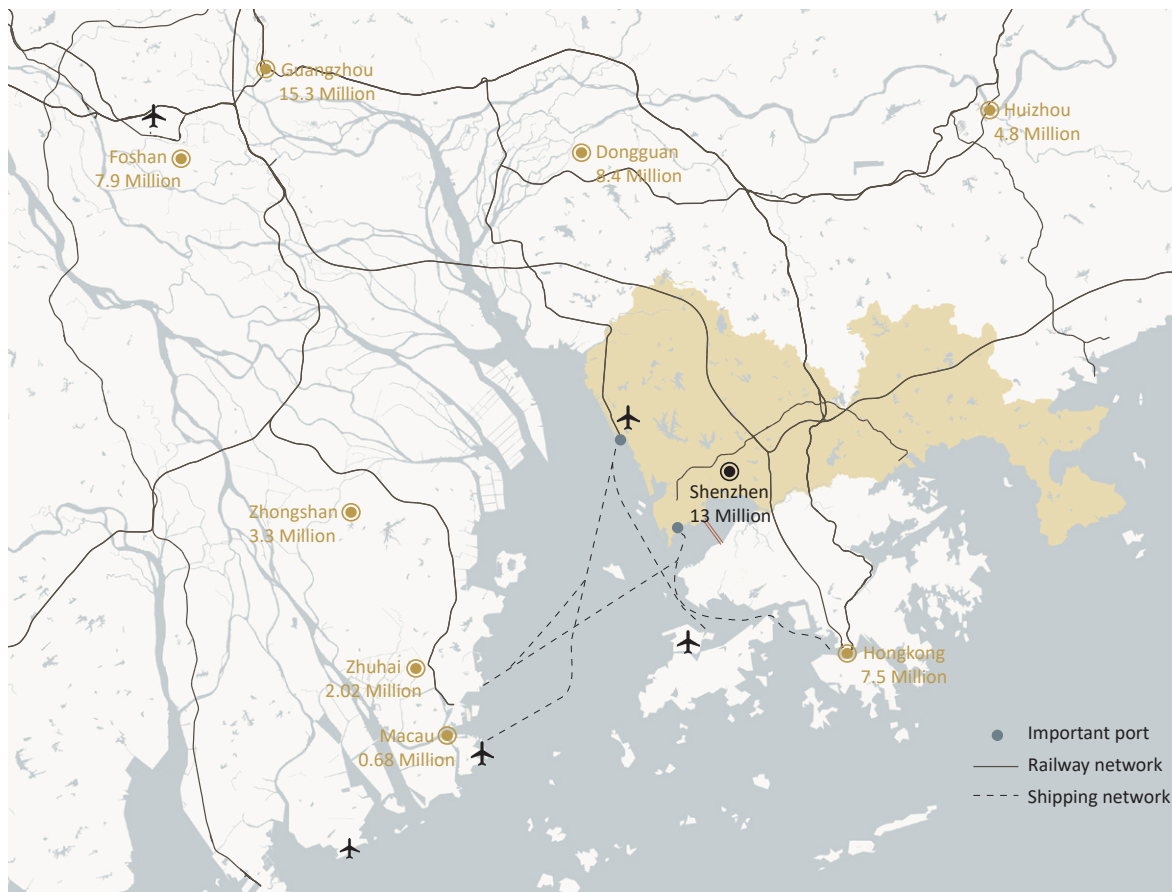 Guangzhou
15.3 Million
Huizhou
4.8 Million
Foshan
7.9 Million
Dongguan
8.4 Million
Shenzhen
13 Million
Zhongshan
3.3 Million
Zhuhai
2.02 Million
Hongkong
7.5 Million
Macau
0.68 Million
Important port
Railway network
Shipping network